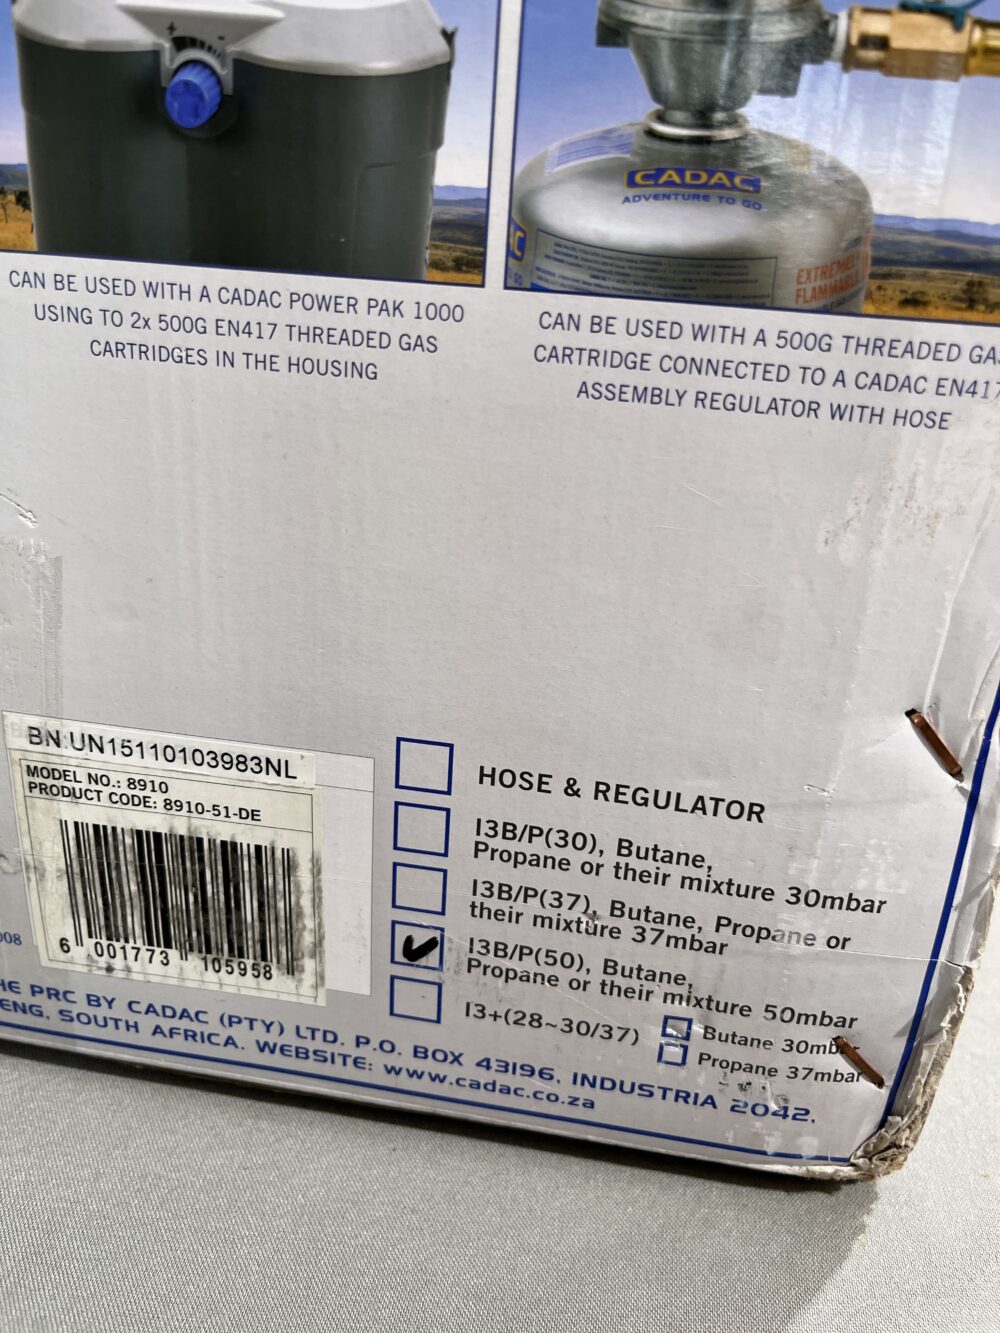 +
-
CADAC
ADVENTURE TO GO
EXTREMELY
FLAMMABLE
CAN BE USED WITH A CADAC POWER PAK 1000
USING TO 2x 500G EN417 THREADED GAS
CARTRIDGES IN THE HOUSING
CAN BE USED WITH A 500G THREADED GAS
CARTRIDGE CONNECTED TO A CADAC EN417
ASSEMBLY REGULATOR WITH HOSE
BN:UN15110103983NL
MODEL NO.: 8910
PRODUCT CODE: 8910-51-DE
6 001773 105958
HOSE & REGULATOR
I3B/P(30), Butane,
Propane or their mixture 30mbar
I3B/P(37), Butane, Propane or
their mixture 37mbar
I3B/P(50), Butane,
Propane or their mixture 50mbar
I3+(28~30/37)
Butane 30mbar
Propane 37mbar
HE PRC BY CADAC (PTY) LTD. P.O. BOX 43196, INDUSTRIA 2042,
ENG, SOUTH AFRICA. WEBSITE: www.cadac.co.za